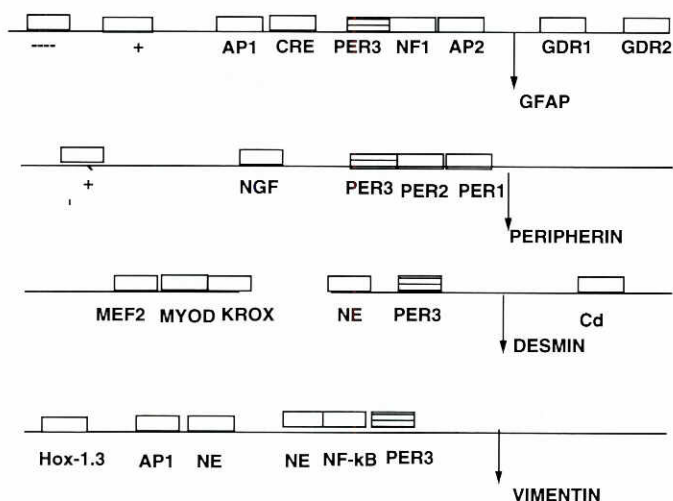 ---- + AP1 CRE PER3 NF1 AP2 GDR1 GDR2
GFAP
+ NGF PER3 PER2 PER1
PERIPHERIN
MEF2 MYOD KROX NE PER3 Cd
DESMIN
Hox-1.3 AP1 NE NE NF-kB PER3
VIMENTIN